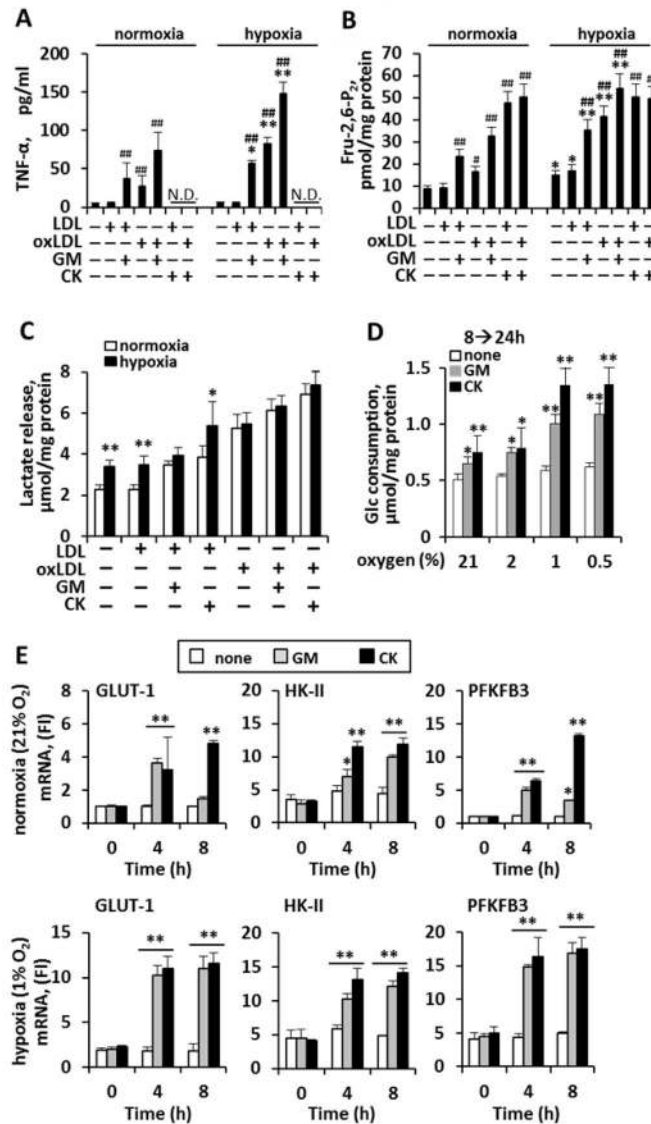 A
normoxia hypoxia
TNF-α, pg/ml
200
150
100
50
0
## ## ## N.D. ## * ## ** ## ** N.D.
LDL – + + – – – – – + + – – – –
oxLDL – – – + + – + – – – + + – +
GM – – + – + – – – – + – + – –
CK – – – – – + + – – – – – + +
B
normoxia hypoxia
Fru-2,6-P₂, pmol/mg protein
70
60
50
40
30
20
10
0
## # ## ## ## * * ## ** ## ** ## ** ##
LDL
oxLDL
GM
CK
C
normoxia
hypoxia
Lactate release, μmol/mg protein
8
6
4
2
0
** ** *
LDL – + + + – – –
oxLDL – – – – + + +
GM – – + – – + –
CK – – – + – – +
D
8→24h
none
GM
CK
Glc consumption, μmol/mg protein
1.5
1.0
0.5
0
* ** * * ** ** ** **
oxygen (%) 21 2 1 0.5
E
none GM CK
normoxia (21% O₂) mRNA, (FI)
GLUT-1
8
6
4
2
0
** **
0 4 8
Time (h)
HK-II
20
15
10
5
0
* ** **
0 4 8
Time (h)
PFKFB3
15
10
5
0
** * **
0 4 8
Time (h)
hypoxia (1% O₂) mRNA, (FI)
GLUT-1
15
10
5
0
** **
0 4 8
Time (h)
HK-II
20
15
10
5
0
** **
0 4 8
Time (h)
PFKFB3
20
15
10
5
0
** **
0 4 8
Time (h)